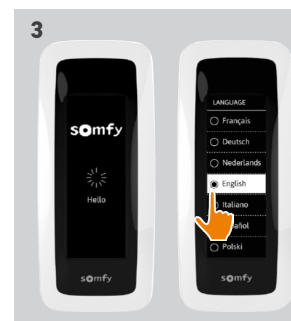 3
somfy
Hello
somfy
LANGUAGE
Français
Deutsch
Nederlands
English
Italiano
Polski
somfy